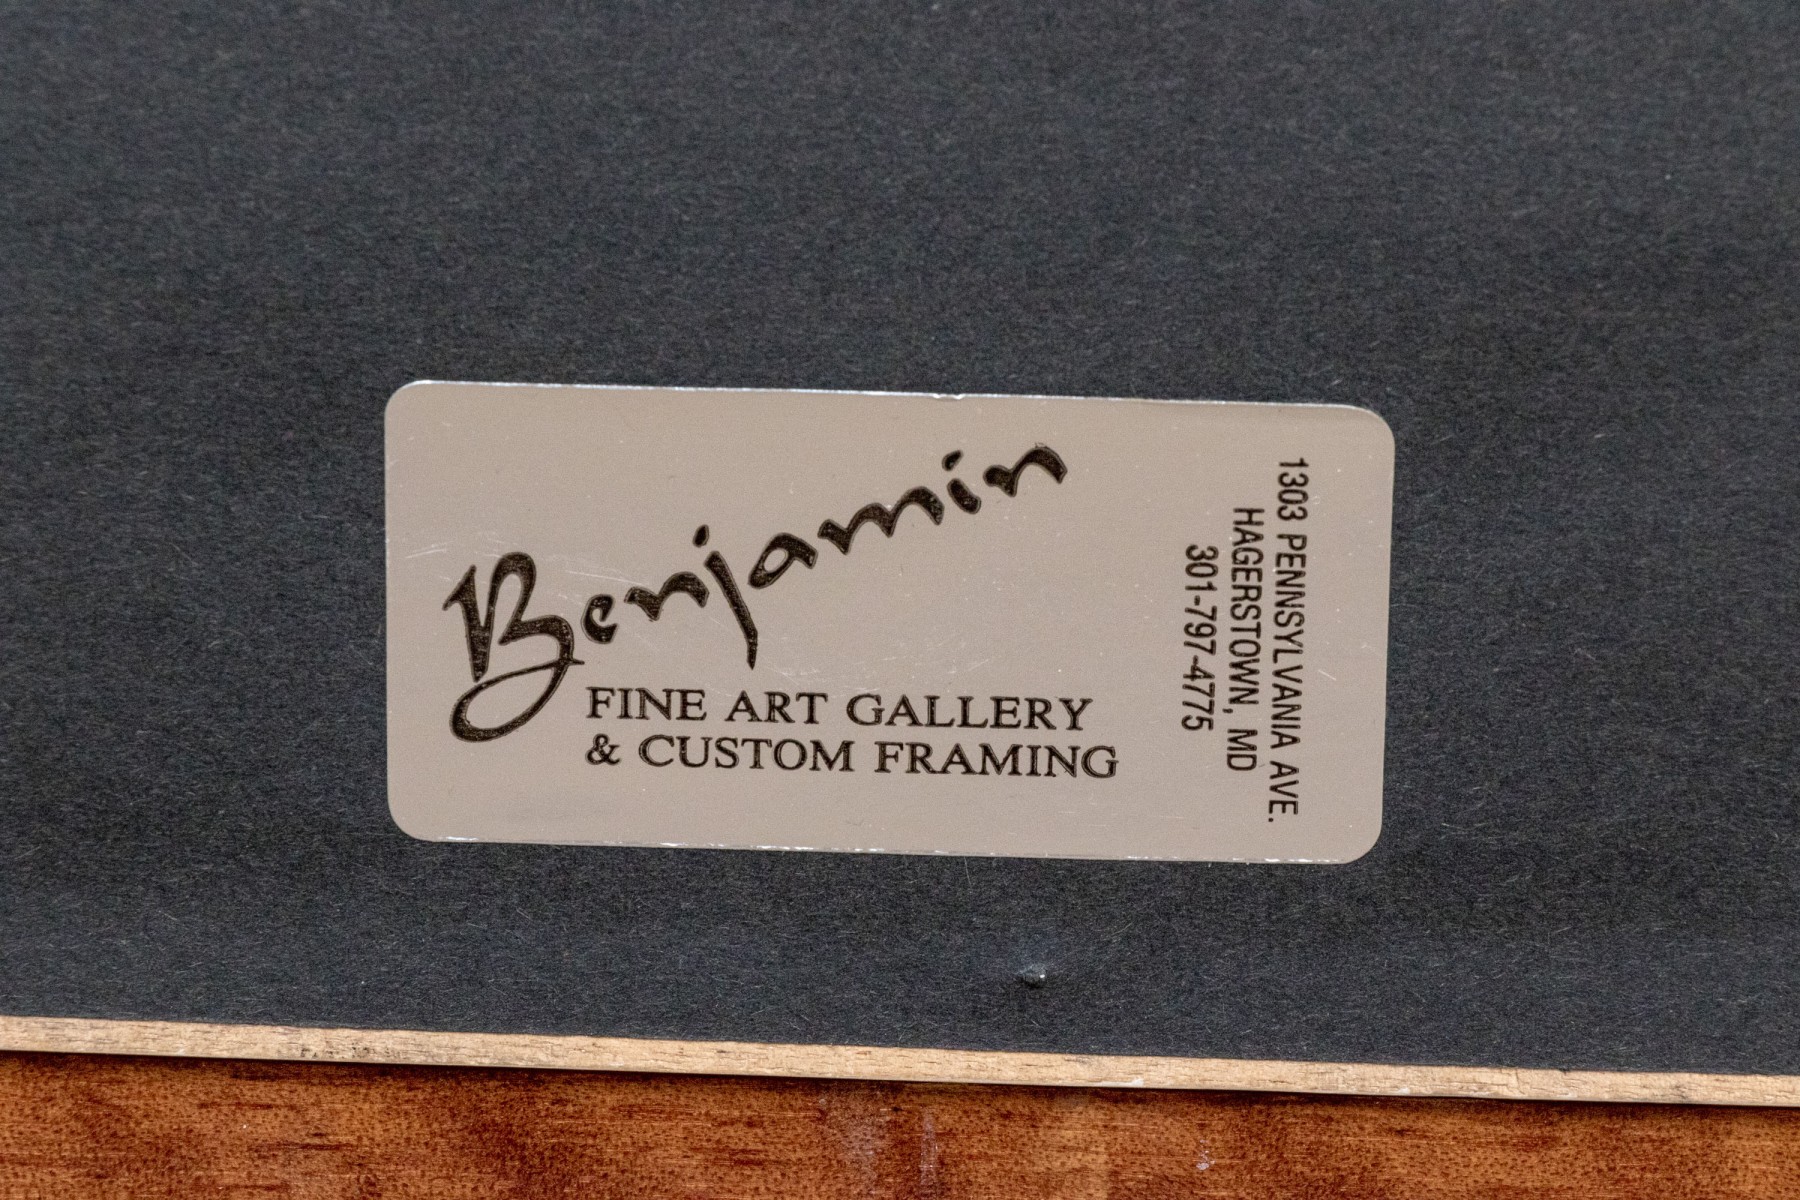 Benjamin
FINE ART GALLERY
& CUSTOM FRAMING
1303 PENNSYLVANIA AVE.
HAGERSTOWN, MD
301-797-4775